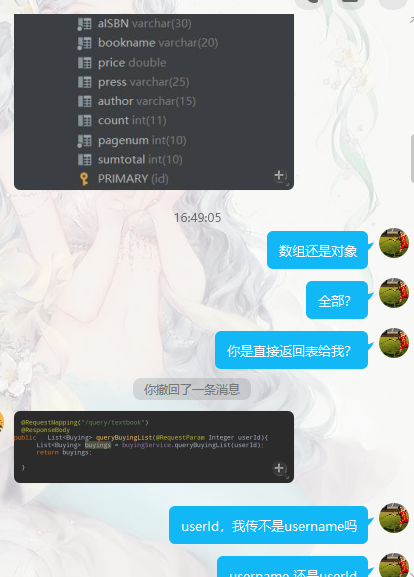 aISBN varchar(30)
bookname varchar(20)
price double
press varchar(25)
author varchar(15)
count int(11)
pagenum int(10)
sumtotal int(10)
PRIMARY (id)
16:49:05
数组还是对象
全部?
你是直接返回表给我?
你撤回了一条消息
@RequestMapping("/query/textbook")
@ResponseBody
public List<Buying> queryBuyingList(@RequestParam Integer userId){
List<Buying> buyings = buyingService.queryBuyingList(userId);
return buyings;
}
userId，我传不是username吗
username 还是userId